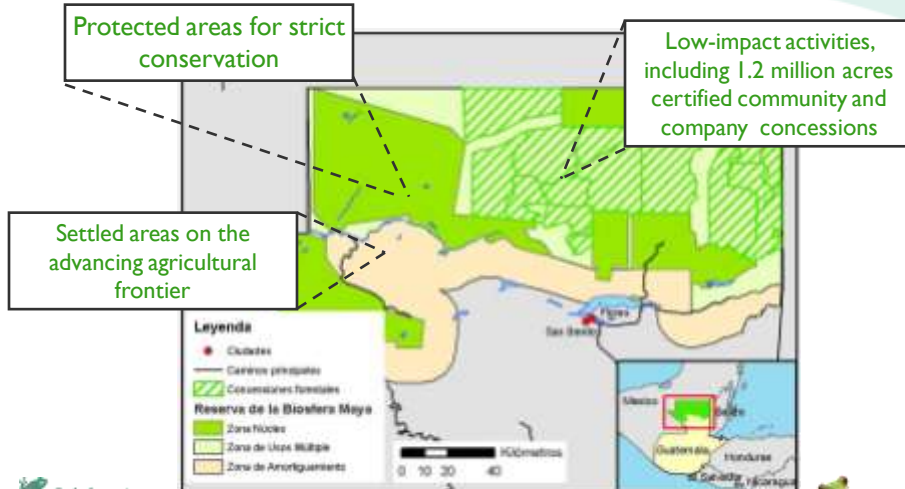 Protected areas for strict
conservation
Low-impact activities,
including 1.2 million acres
certified community and
company concessions
Settled areas on the
advancing agricultural
frontier
Flores
San Benito
Leyenda
Ciudades
Caminos principales
Concesiones forestales
Reserva de la Biosfera Maya
Zona Núcleo
Zona de Usos Múltiple
Zona de Amortiguamiento
Kilómetros
0 10 20 40
Mexico
Belize
Guatemala
Honduras
El Salvador
Nicaragua